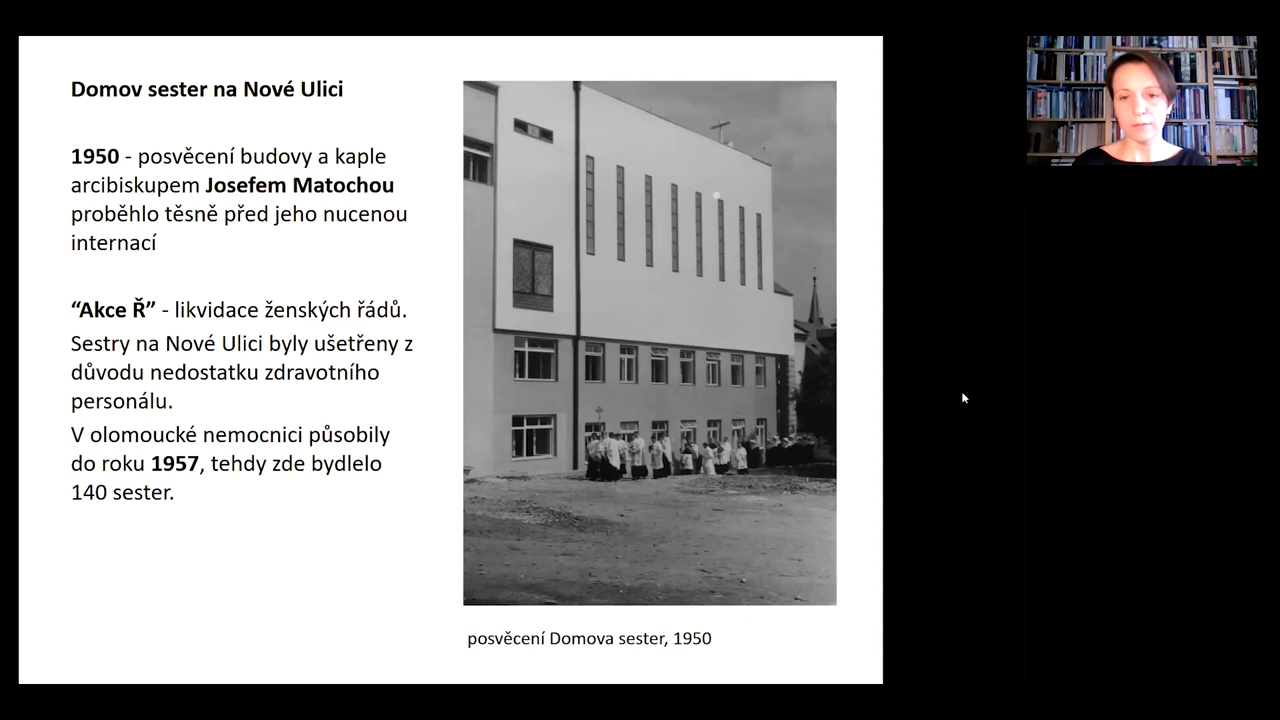 Domov sester na Nové Ulici
1950 - posvěcení budovy a kaple
arcibiskupem Josefem Matochou
proběhlo těsně před jeho nucenou
internací
“Akce Ř” - likvidace ženských řádů.
Sestry na Nové Ulici byly ušetřeny z
důvodu nedostatku zdravotního
personálu.
V olomoucké nemocnici působily
do roku 1957, tehdy zde bydlelo
140 sester.
posvěcení Domova sester, 1950